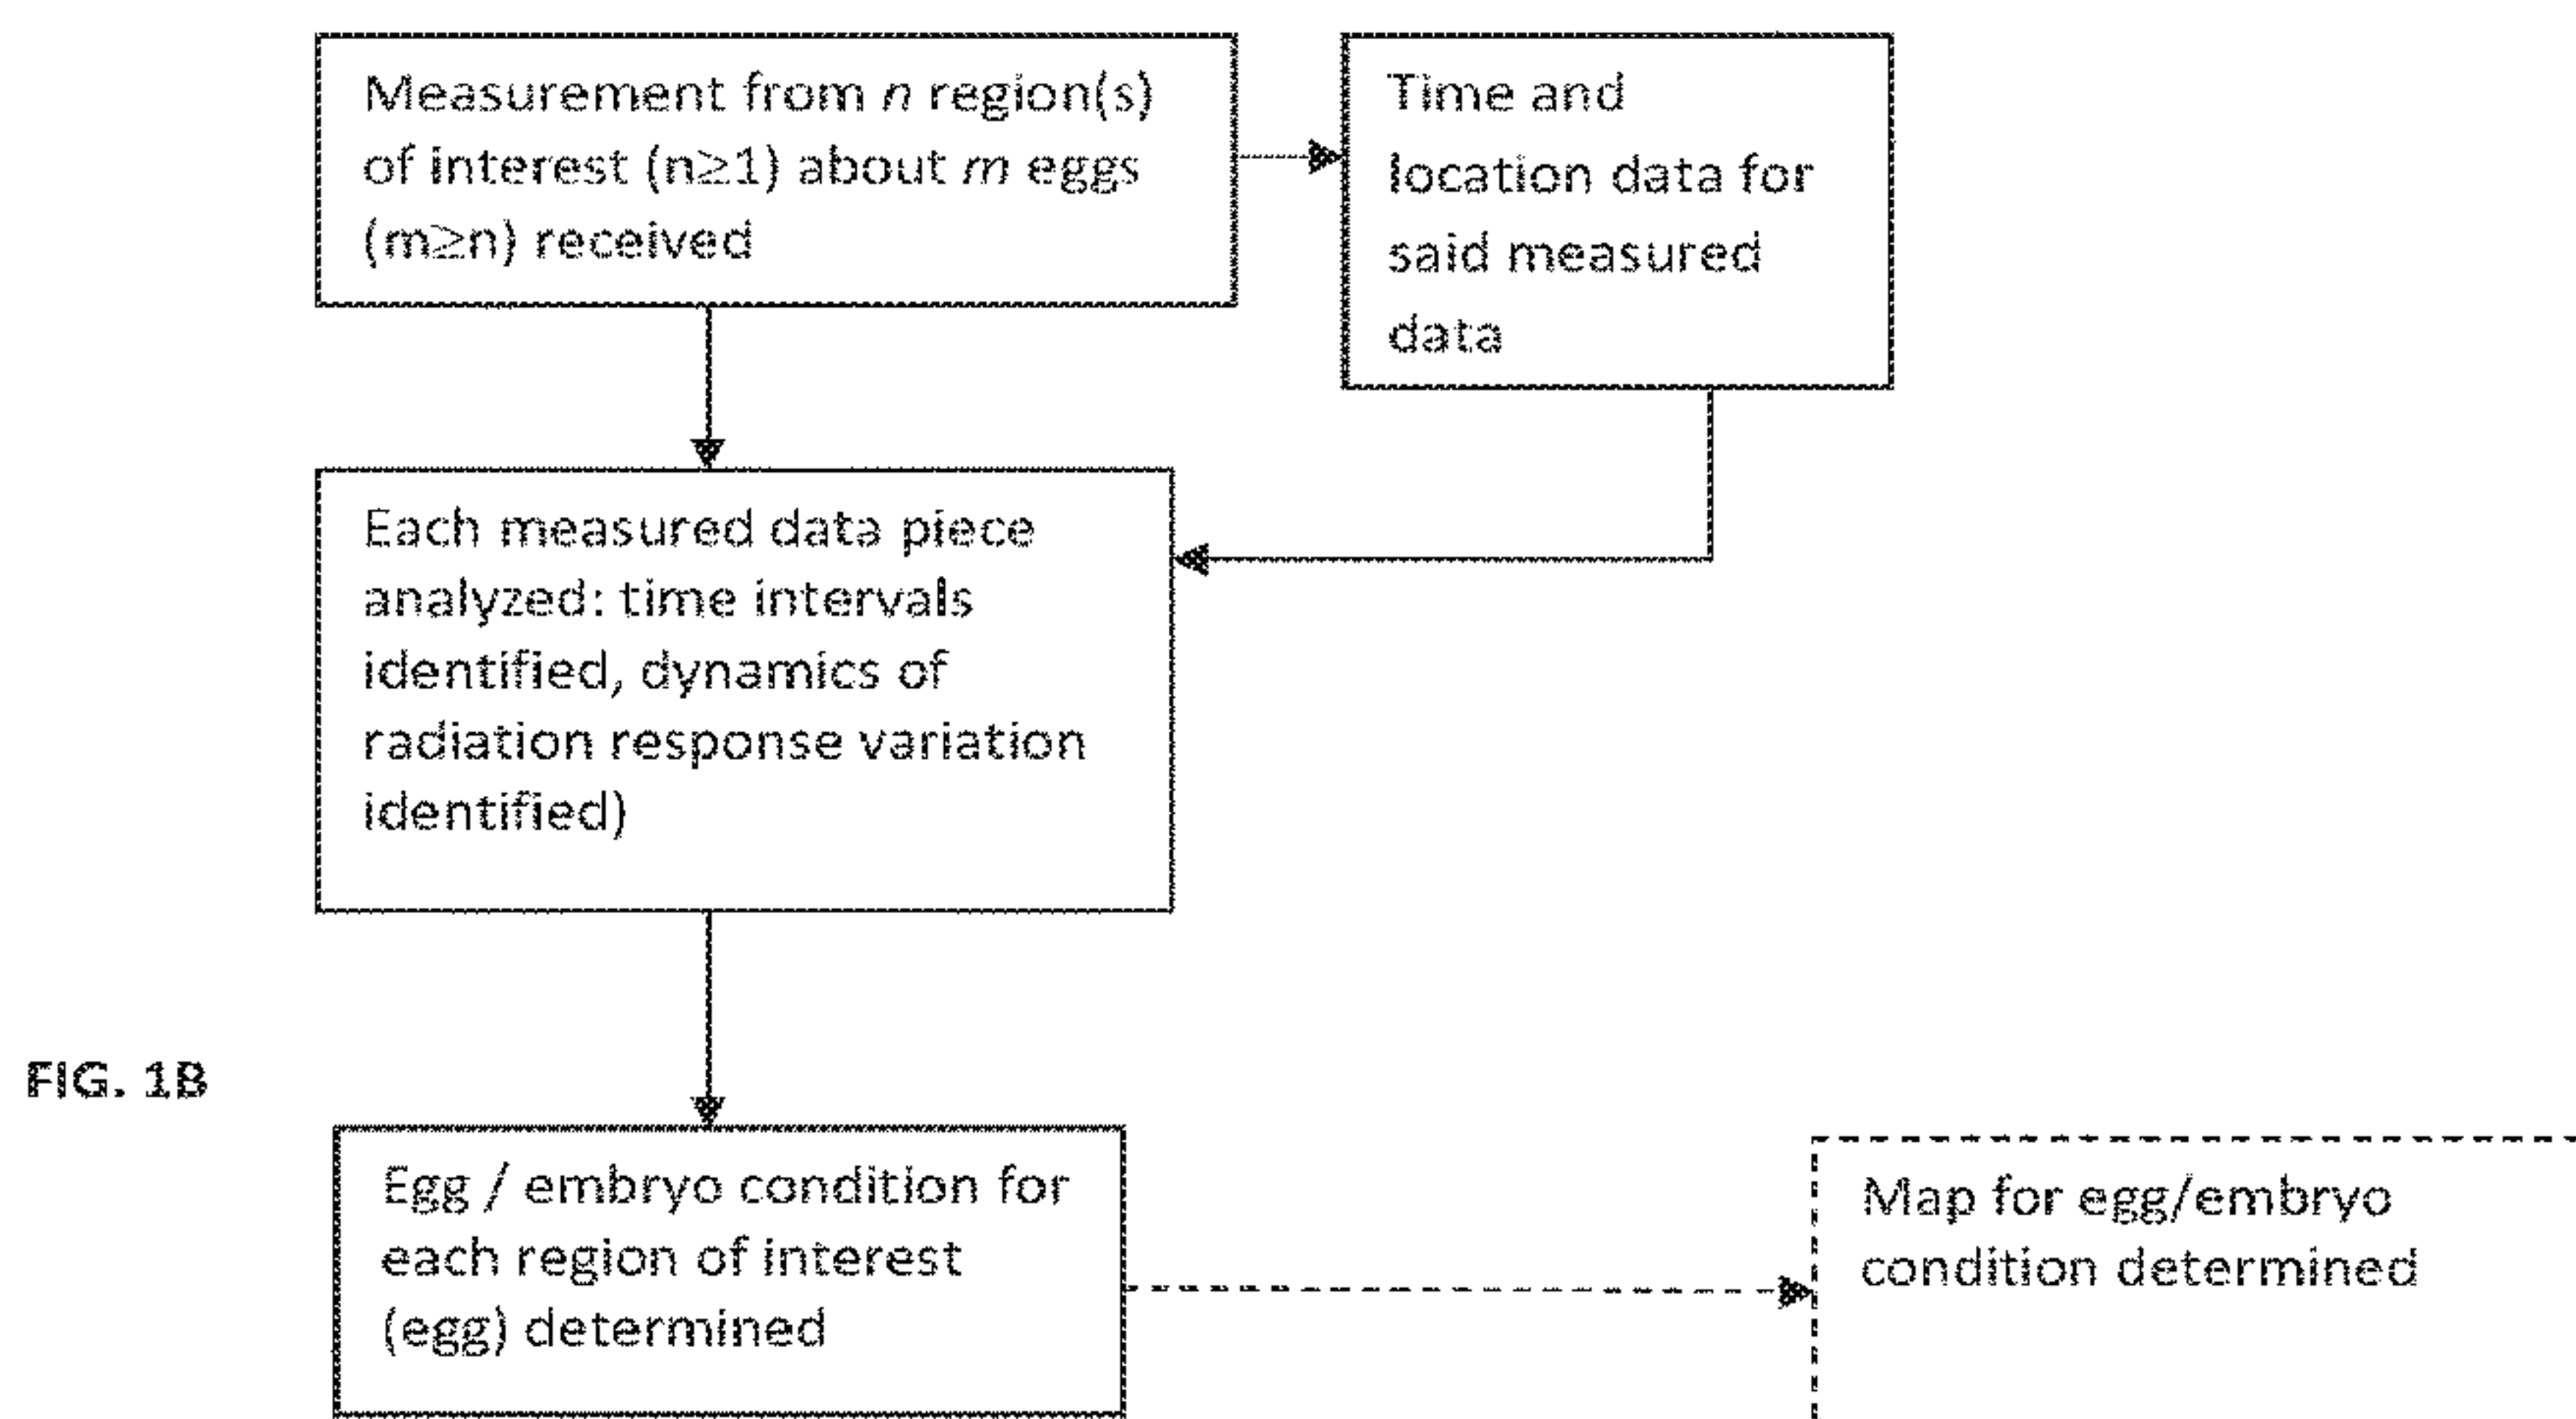 Measurement from n region(s)
of interest (n≥1) about m eggs
(m≥n) received
Time and
location data for
said measured
data
Each measured data piece
analyzed: time intervals
identified, dynamics of
radiation response variation
identified)
FIG. 1B
Egg / embryo condition for
each region of interest
(egg) determined
Map for egg/embryo
condition determined